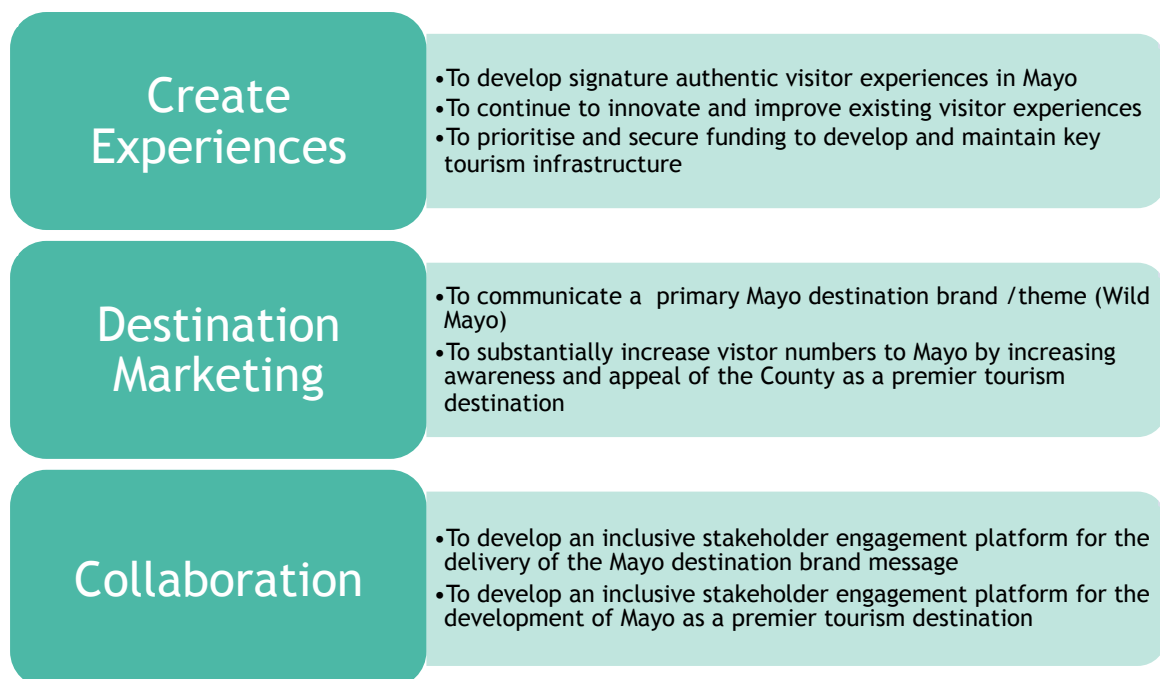 Create
Experiences
•To develop signature authentic visitor experiences in Mayo
•To continue to innovate and improve existing visitor experiences
•To prioritise and secure funding to develop and maintain key
tourism infrastructure
Destination
Marketing
•To communicate a  primary Mayo destination brand /theme (Wild
Mayo)
•To substantially increase vistor numbers to Mayo by increasing
awareness and appeal of the County as a premier tourism
destination
Collaboration
•To develop an inclusive stakeholder engagement platform for the
delivery of the Mayo destination brand message
•To develop an inclusive stakeholder engagement platform for the
development of Mayo as a premier tourism destination